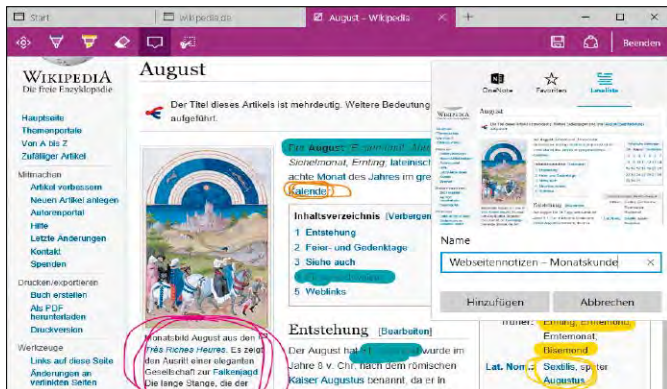 Start
wikipedia.de
August – Wikipedia
Beenden
WIKIPEDIA
Die freie Enzyklopädie
Hauptseite
Themenportale
Von A bis Z
Zufälliger Artikel
Mitmachen
Artikel verbessern
Neuen Artikel anlegen
Autorenportal
Hilfe
Letzte Änderungen
Kontakt
Spenden
Drucken/exportieren
Buch erstellen
Als PDF
herunterladen
Druckversion
Werkzeuge
Links auf diese Seite
Änderungen an
verlinkten Seiten
August
Der Titel dieses Artikels ist mehrdeutig. Weitere Bedeutung
aufgeführt.
Der August
Sichelmonat, Ernting; lateinisch
achte Monat des Jahres im gre
Kalender
Inhaltsverzeichnis [Verbergen
1 Entstehung
2 Feier- und Gedenktage
3 Siehe auch
5 Weblinks
Monatsbild August aus den
Très Riches Heures. Es zeigt
den Ausritt einer eleganten
Gesellschaft zur Falkenjagd.
Die lange Stange, die der
Entstehung [Bearbeiten]
Der August hat wurde im
Jahre 8 v. Chr. nach dem römischen
Kaiser Augustus benannt, da er in
OneNote
Favoriten
Leseliste
August
Name
Webseitennotizen – Monatskunde
Hinzufügen
Abbrechen
früher: Ernting, Erntemond,
Erntemonat;
Bisemond
Lat. Nom.: Sextilis, später
Augustus